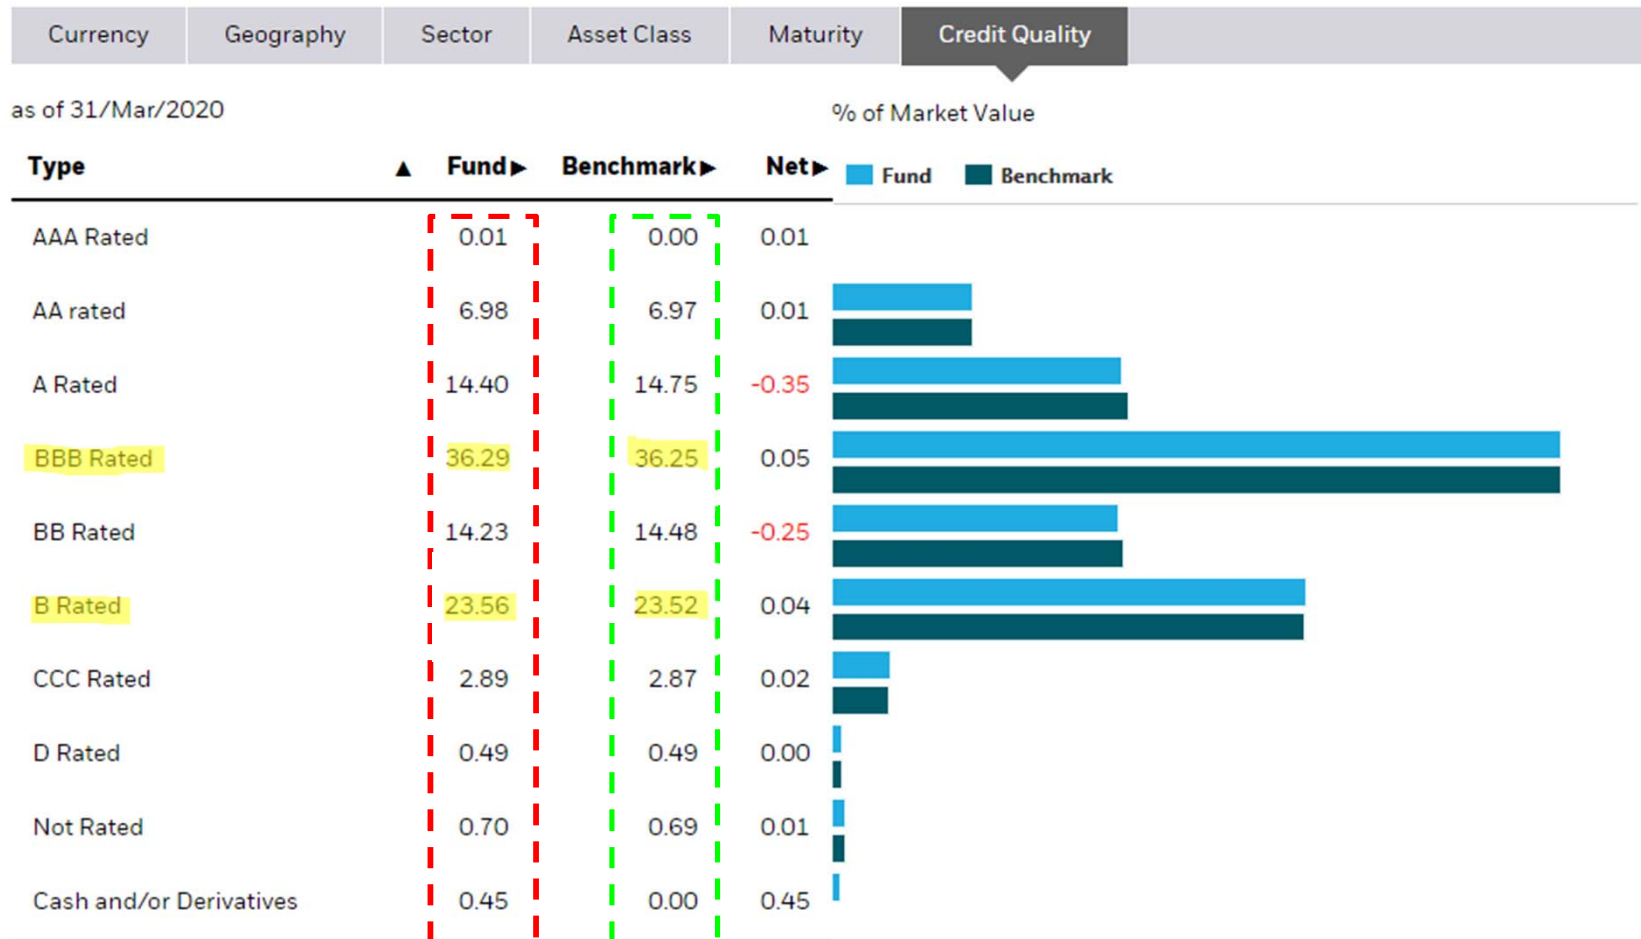 Currency Geography Sector Asset Class Maturity Credit Quality
as of 31/Mar/2020 % of Market Value
Type ▲ Fund▶ Benchmark▶ Net▶ Fund Benchmark
AAA Rated 0.01 0.00 0.01
AA rated 6.98 6.97 0.01
A Rated 14.40 14.75 -0.35
BBB Rated 36.29 36.25 0.05
BB Rated 14.23 14.48 -0.25
B Rated 23.56 23.52 0.04
CCC Rated 2.89 2.87 0.02
D Rated 0.49 0.49 0.00
Not Rated 0.70 0.69 0.01
Cash and/or Derivatives 0.45 0.00 0.45